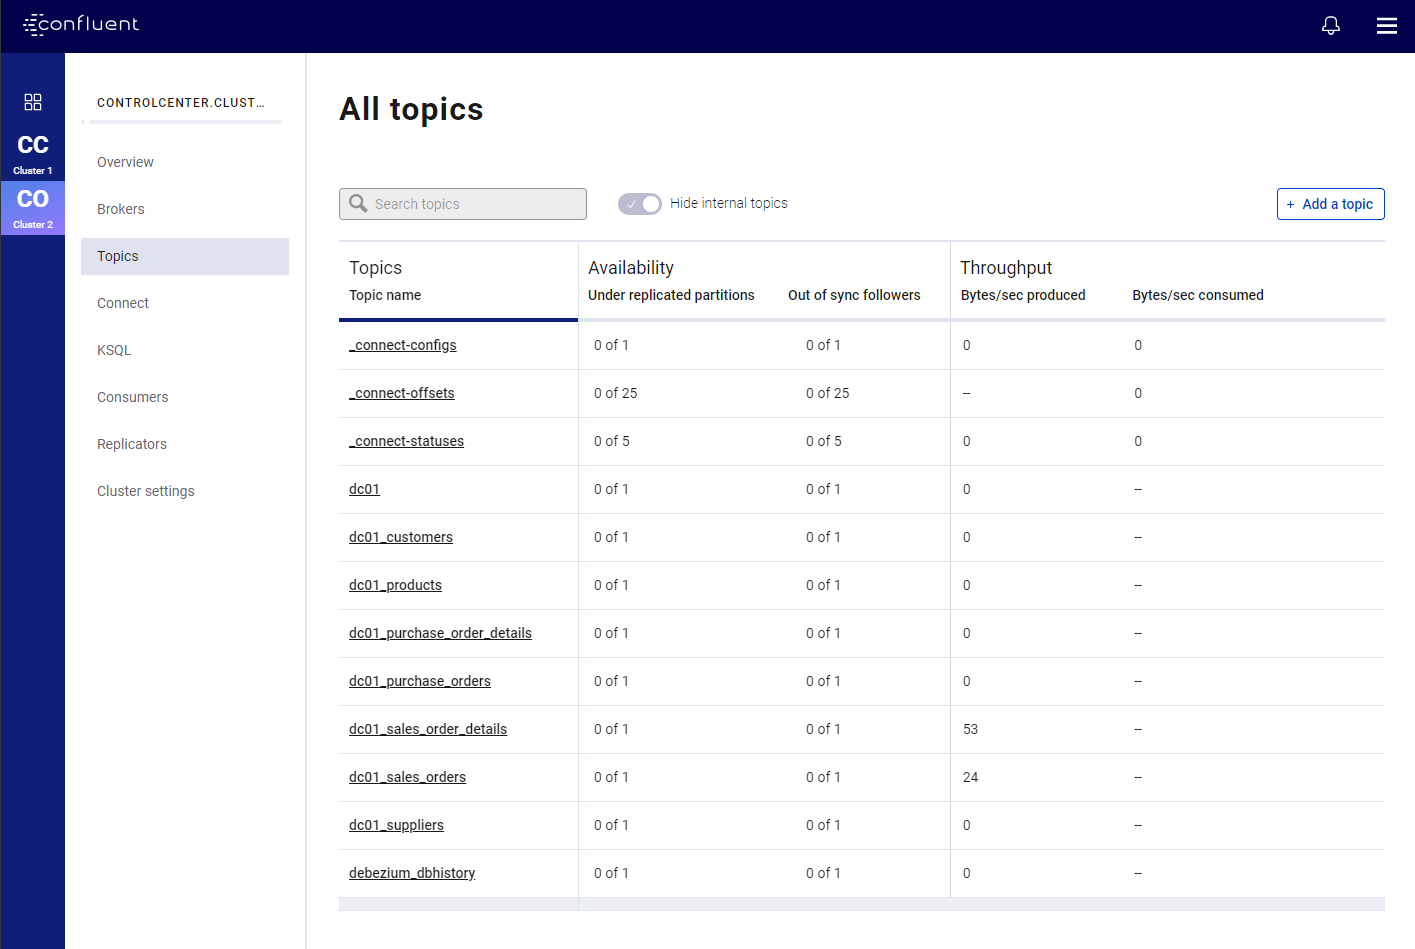 confluent
CC
Cluster 1
CO
Cluster 2
CONTROLCENTER.CLUST...
Overview
Brokers
Topics
Connect
KSQL
Consumers
Replicators
Cluster settings
All topics
Search topics
Hide internal topics
+ Add a topic
Topics Availability Throughput
Topic name Under replicated partitions Out of sync followers Bytes/sec produced Bytes/sec consumed
_connect-configs 0 of 1 0 of 1 0 0
_connect-offsets 0 of 25 0 of 25 -- 0
_connect-statuses 0 of 5 0 of 5 0 0
dc01 0 of 1 0 of 1 0 --
dc01_customers 0 of 1 0 of 1 0 --
dc01_products 0 of 1 0 of 1 0 --
dc01_purchase_order_details 0 of 1 0 of 1 0 --
dc01_purchase_orders 0 of 1 0 of 1 0 --
dc01_sales_order_details 0 of 1 0 of 1 53 --
dc01_sales_orders 0 of 1 0 of 1 24 --
dc01_suppliers 0 of 1 0 of 1 0 --
debezium_dbhistory 0 of 1 0 of 1 0 --